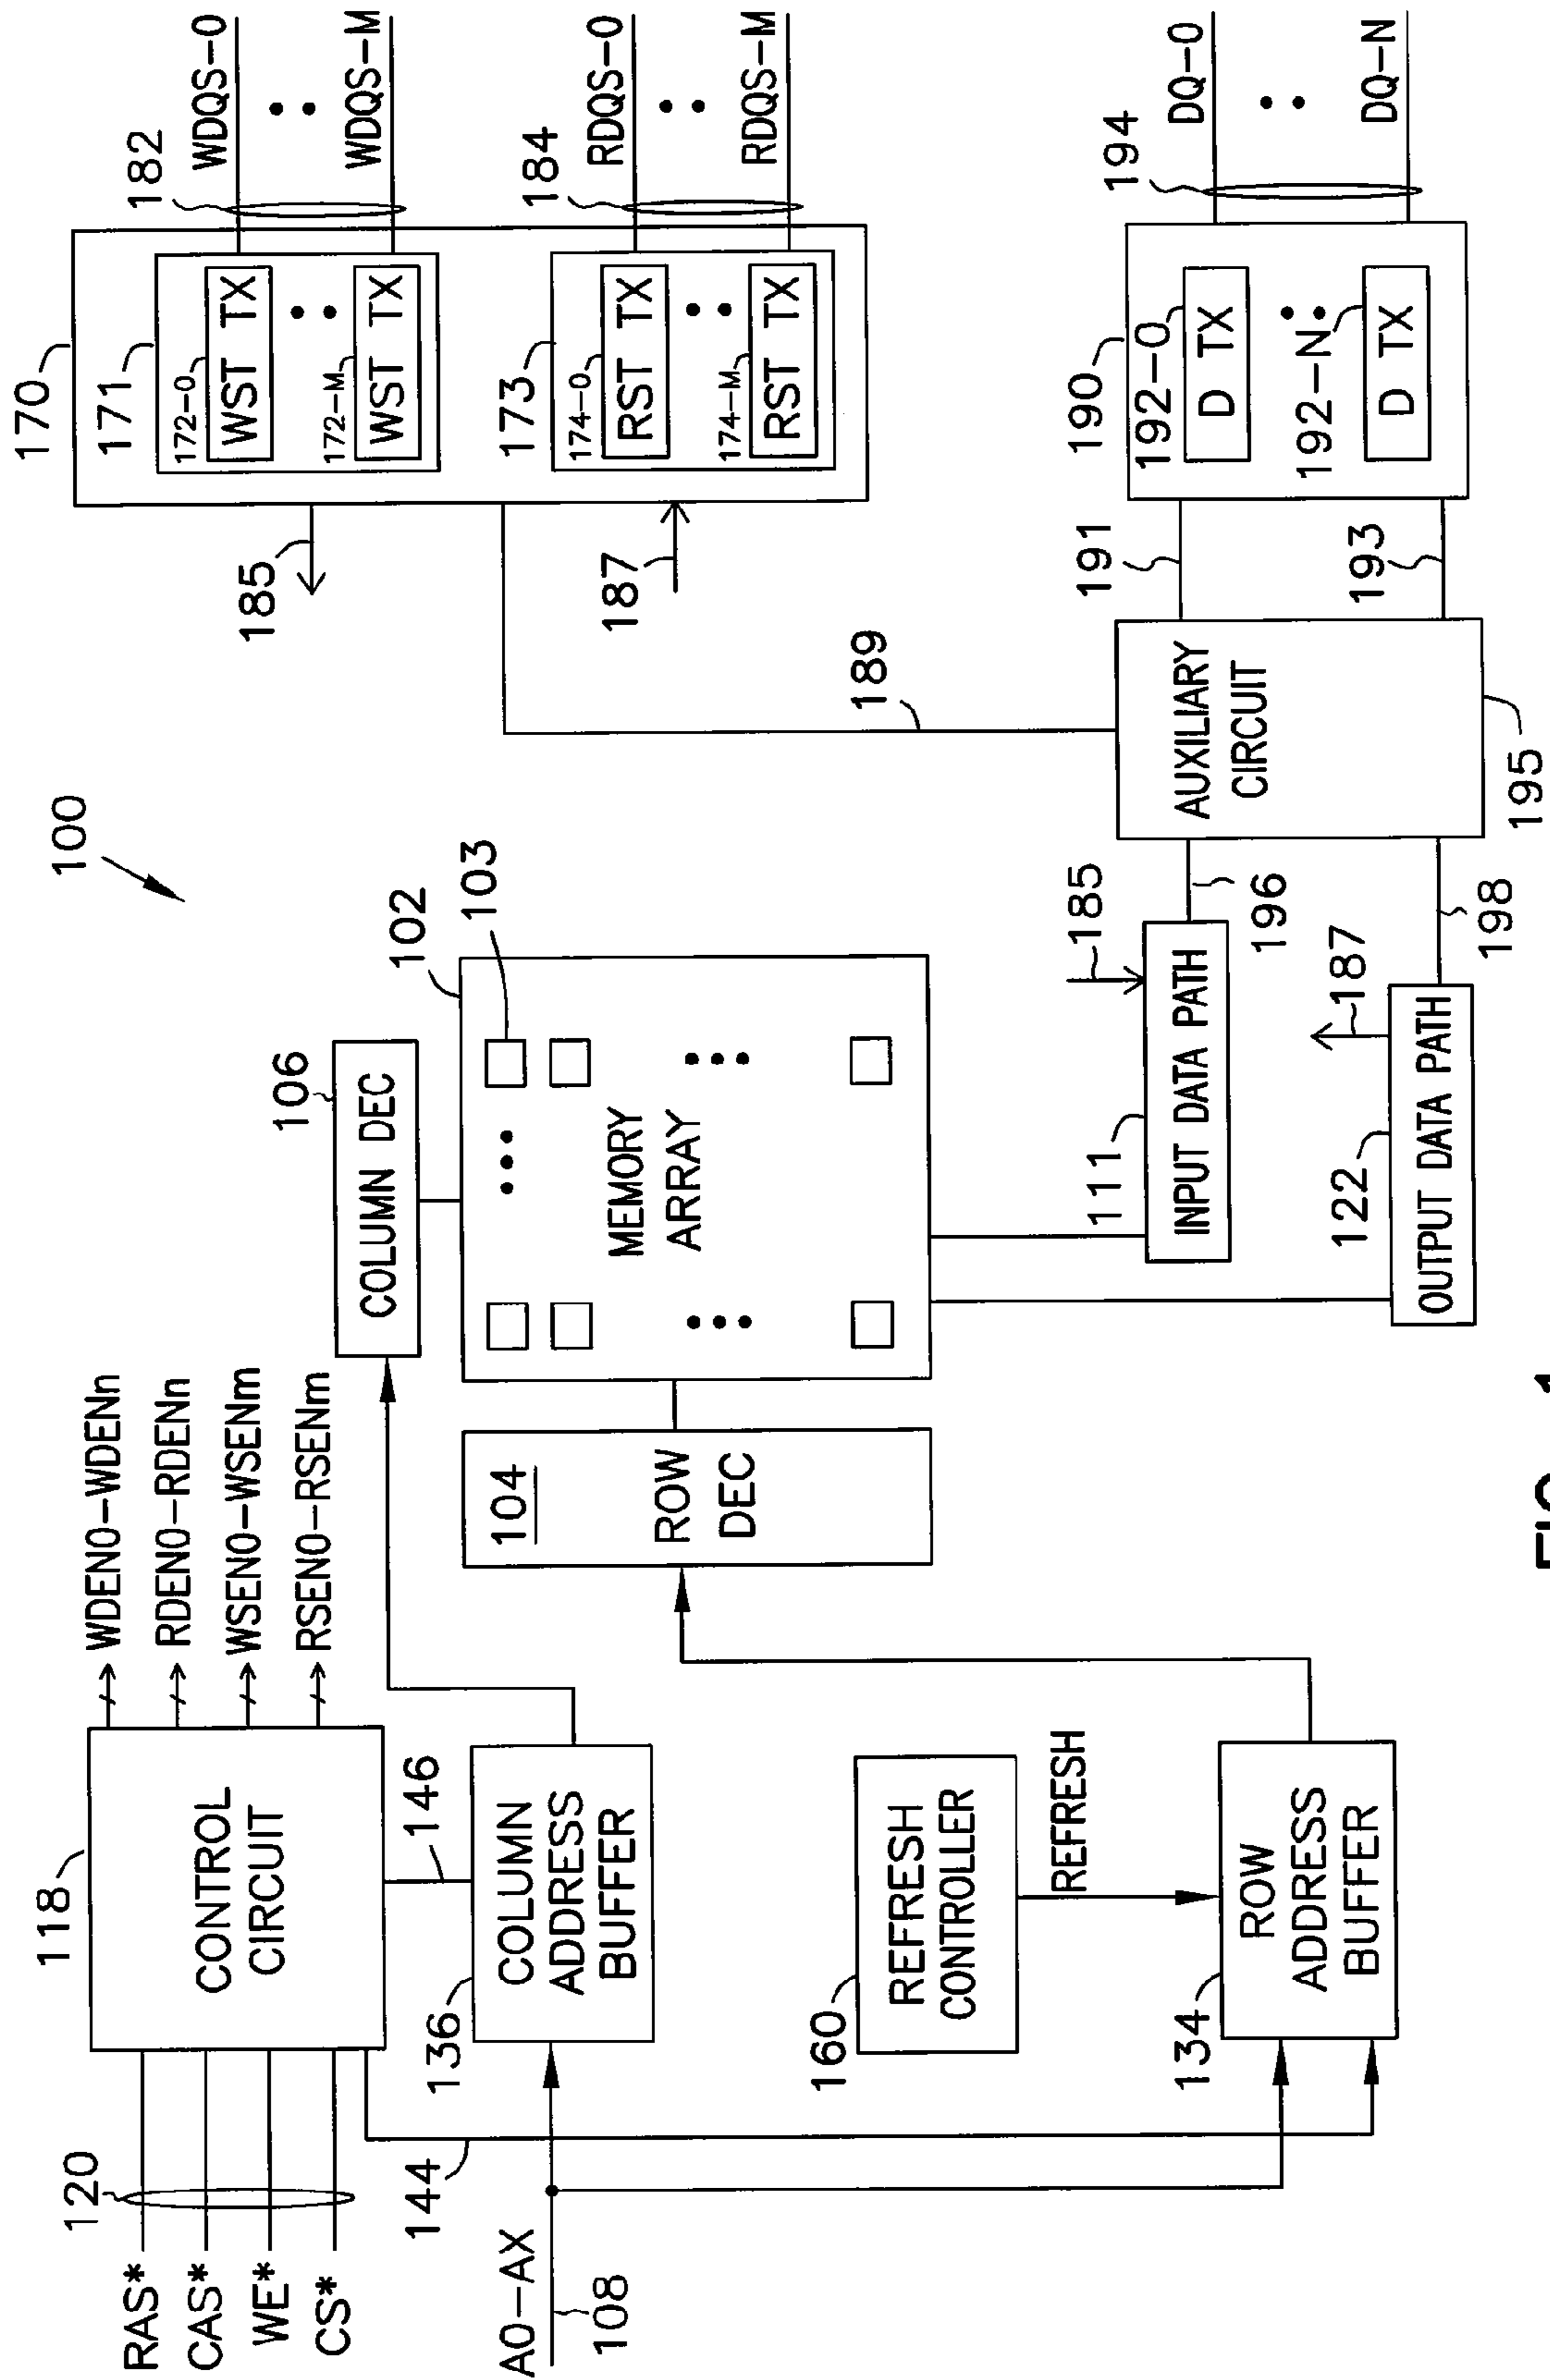 100
118
CONTROL
CIRCUIT
120
RAS*
CAS*
WE*
CS*
WDEN0-WDENn
RDEN0-RDENn
WSEN0-WSENm
RSEN0-RSENm
146
144
136
COLUMN
ADDRESS
BUFFER
A0-AX
108
160
REFRESH
CONTROLLER
REFRESH
134
ROW
ADDRESS
BUFFER
106
COLUMN DEC
104
ROW
DEC
102
103
MEMORY
ARRAY
111
INPUT DATA PATH
185
196
122
OUTPUT DATA PATH
187
198
AUXILIARY
CIRCUIT
195
189
191
193
170
171
172-0
WST TX
172-M
WST TX
173
174-0
RST TX
174-M
RST TX
185
187
182
WDQS-0
WDQS-M
184
RDQS-0
RDQS-M
190
192-0
D TX
192-N
D TX
194
DQ-0
DQ-N